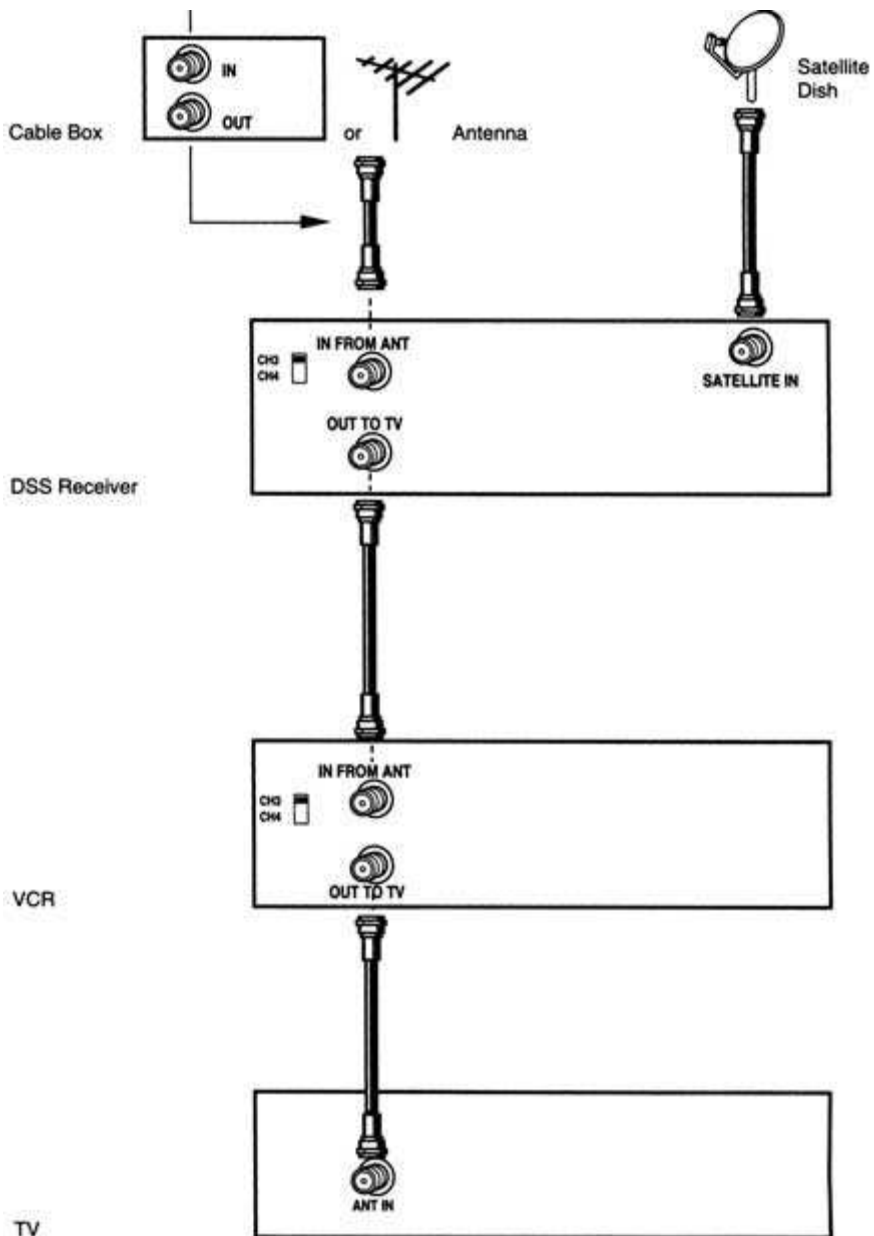 IN
OUT
Cable Box
or
Antenna
Satellite
Dish
IN FROM ANT
CH3
CH4
SATELLITE IN
OUT TO TV
DSS Receiver
IN FROM ANT
CH3
CH4
OUT TO TV
VCR
ANT IN
TV